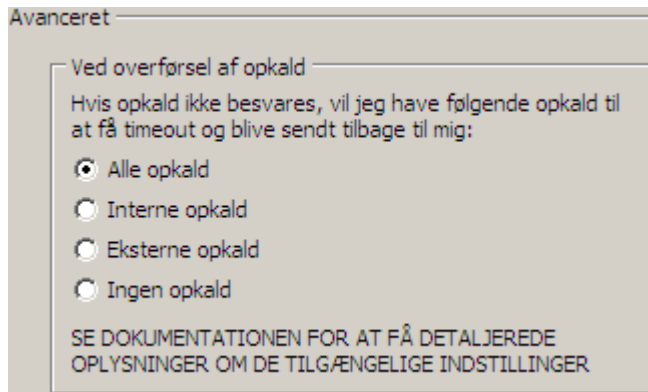 Avanceret
Ved overførsel af opkald
Hvis opkald ikke besvares, vil jeg have følgende opkald til
at få timeout og blive sendt tilbage til mig:
Alle opkald
Interne opkald
Eksterne opkald
Ingen opkald
SE DOKUMENTATIONEN FOR AT FÅ DETALJEREDE
OPLYSNINGER OM DE TILGÆNGELIGE INDSTILLINGER